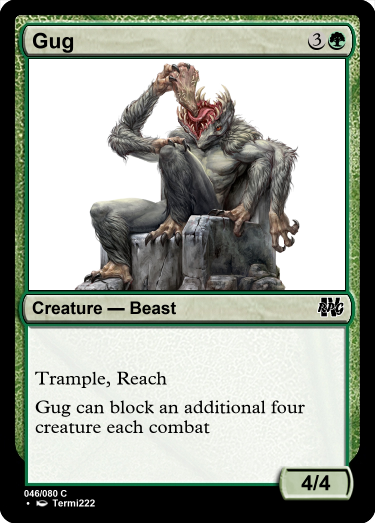 Gug 3
Creature — Beast
Trample, Reach
Gug can block an additional four
creature each combat
4/4
046/080 C
• Termi222